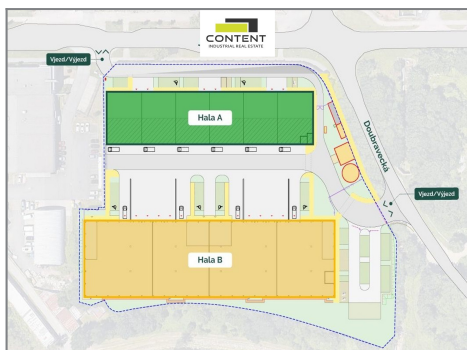 CONTENT
INDUSTRIAL REAL ESTATE
Vjezd/Výjezd
Hala A
Doubravecká
Vjezd/Výjezd
Hala B